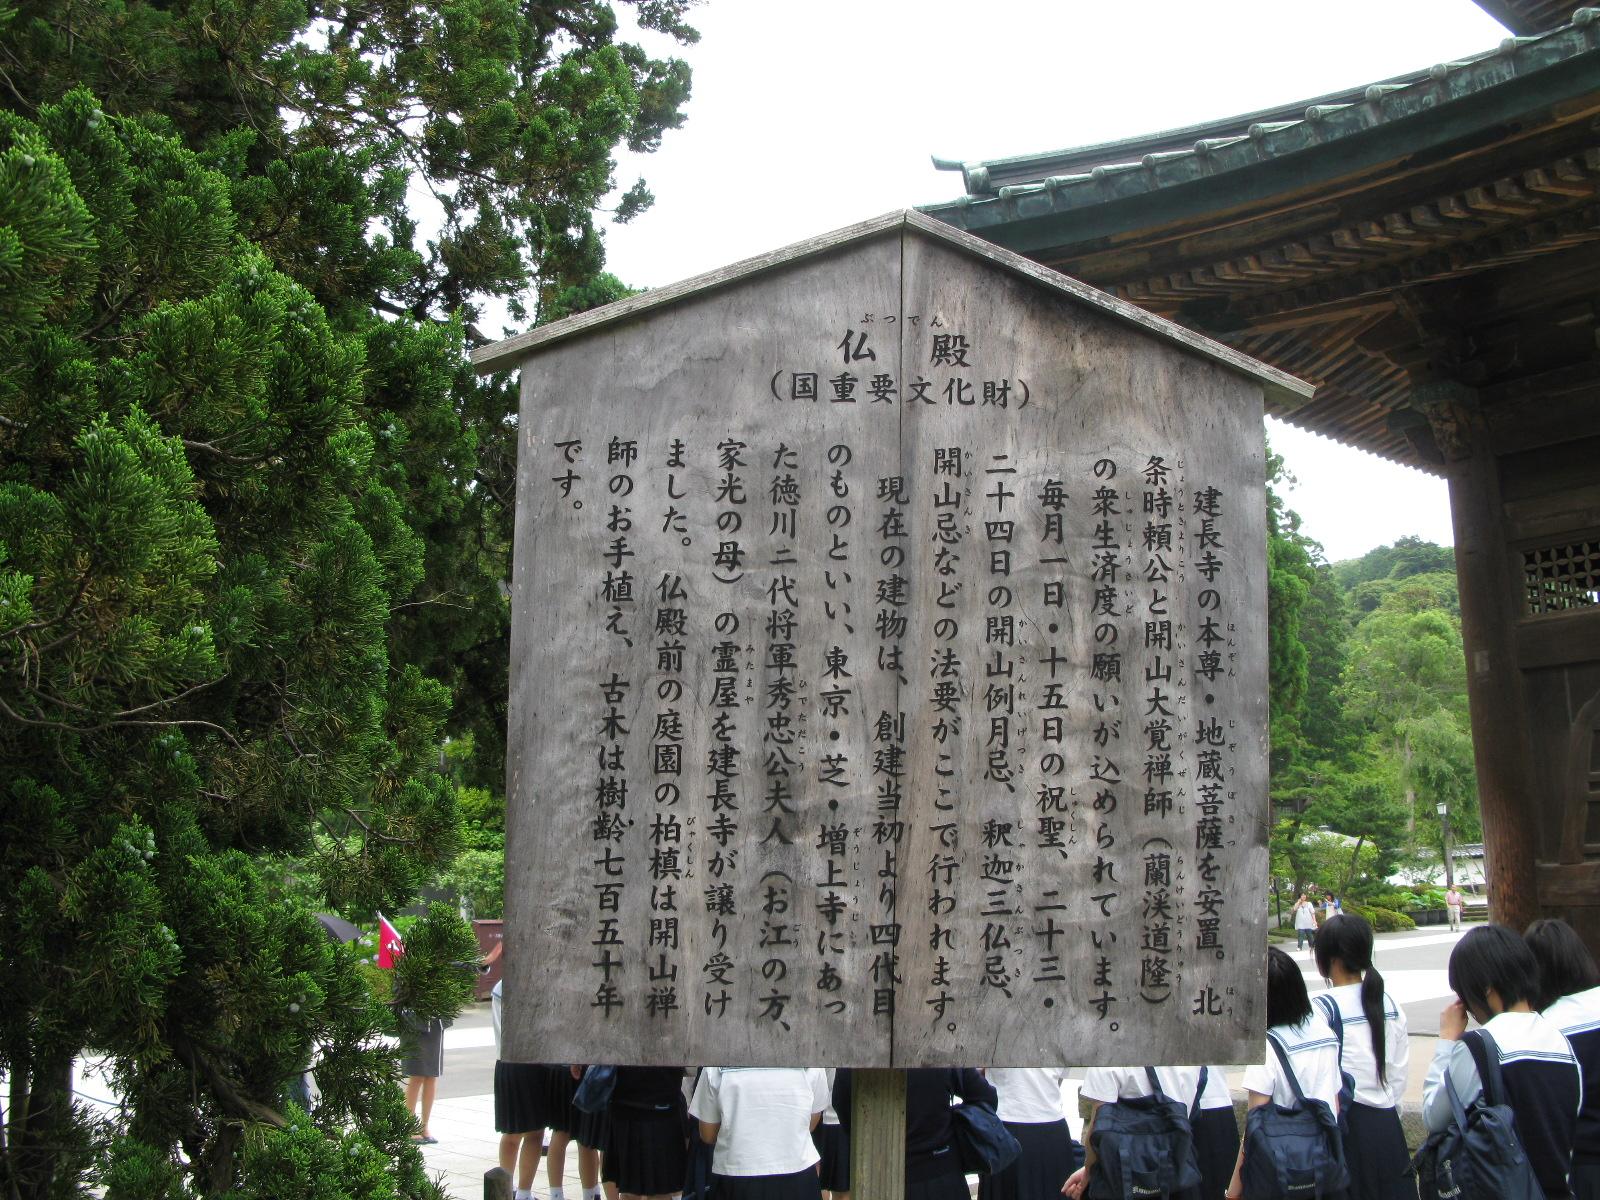 仏殿
ぶつでん
(国重要文化財)
建長寺の本尊・地蔵菩薩を安置。北
条時頼公と開山大覚禅師(蘭渓道隆)
の衆生済度の願いが込められています。
毎月一日・十五日の祝聖、二十三・
二十四日の開山例月忌、釈迦三仏忌、
開山忌などの法要がここで行われます。
現在の建物は、創建当初より四代目
のものといい、東京・芝・増上寺にあっ
た徳川二代将軍秀忠公夫人(お江の方、
家光の母)の霊屋を建長寺が譲り受け
ました。仏殿前の庭園の柏槙は開山禅
師のお手植え、古木は樹齢七百五十年
です。